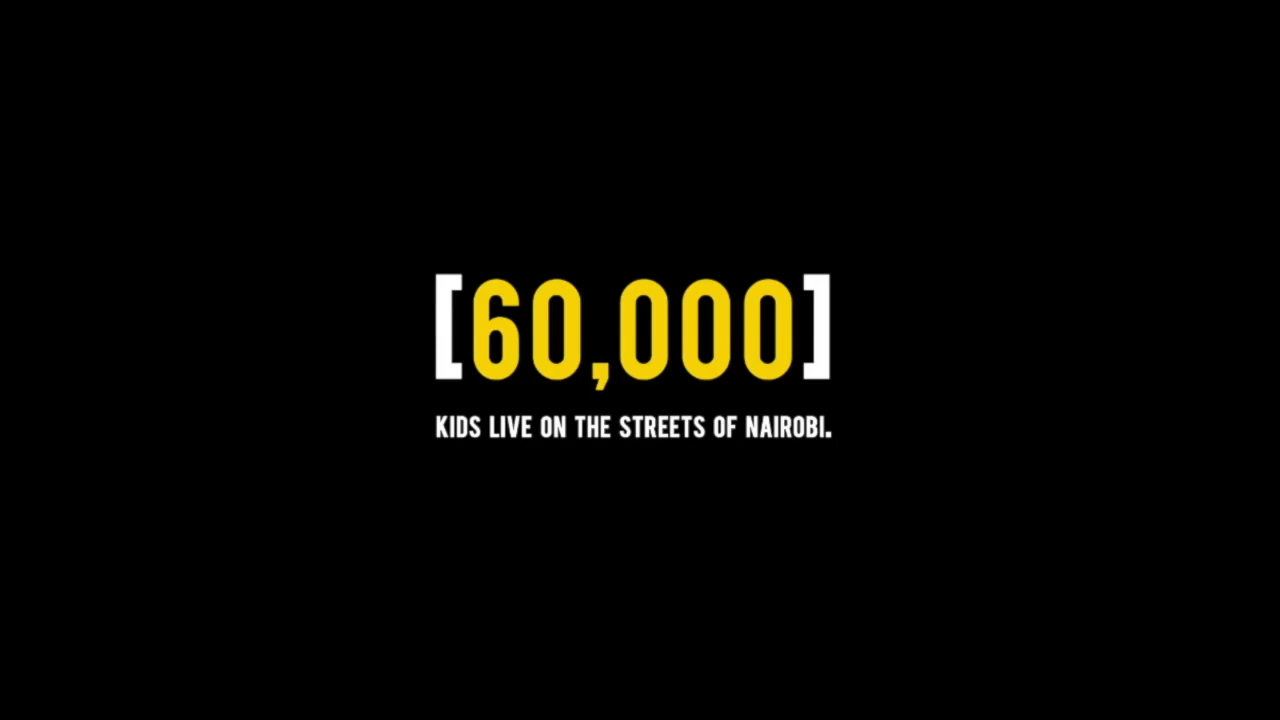 [60,000]
KIDS LIVE ON THE STREETS OF NAIROBI.